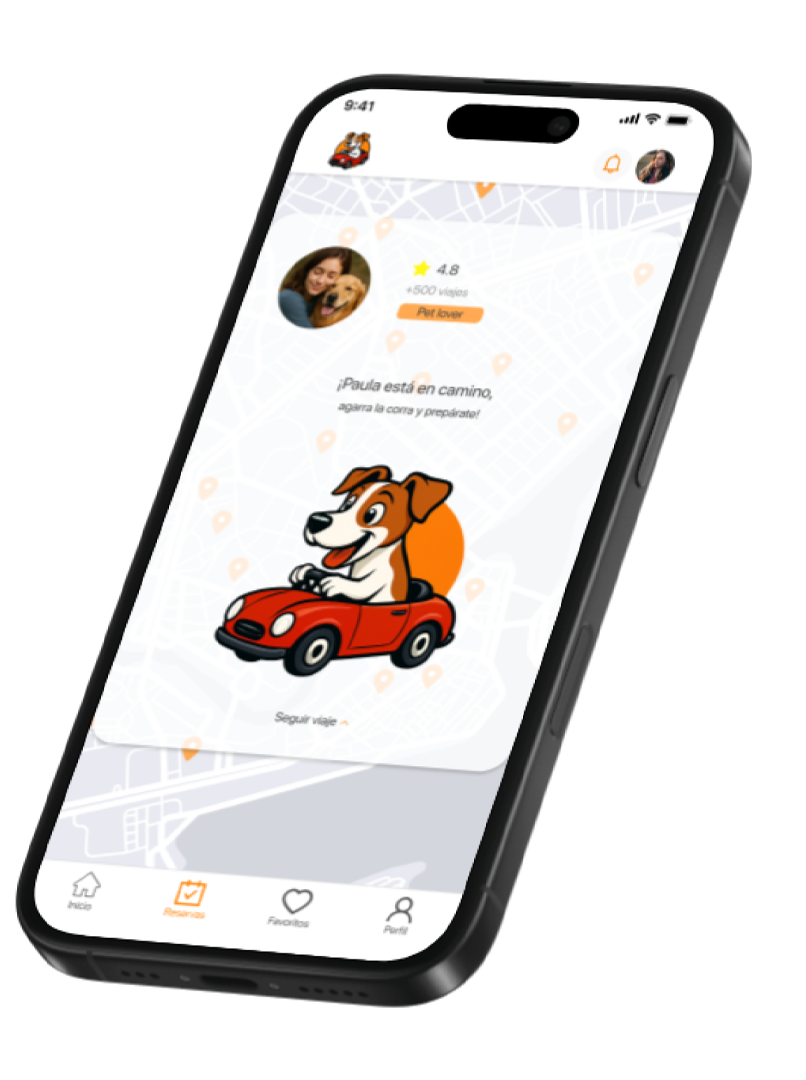 9:41
4.8
+500 viajes
Pet lover
¡Paula está en camino,
agarra la corra y prepárate!
Seguir viaje
Inicio
Reservas
Favoritos
Perfil